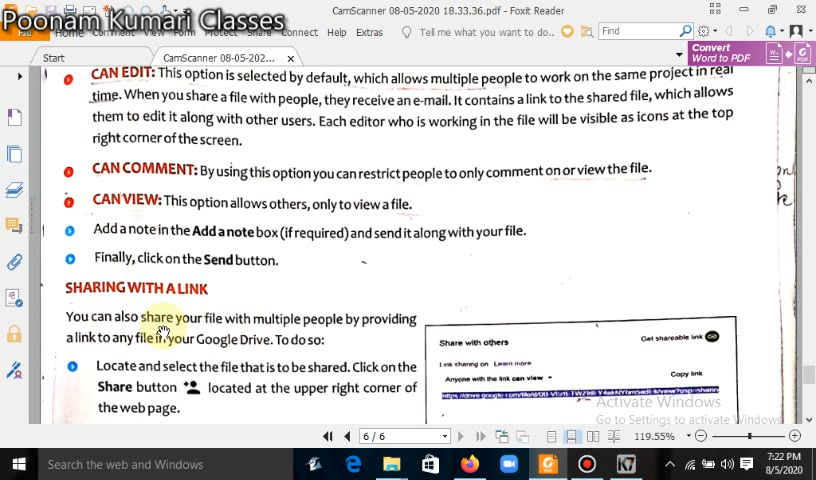 Poonam Kumari Classes
CamScanner 08-05-2020 18.33.36.pdf - Foxit Reader
File Home Comment View Form Protect Share Connect Help Extras Tell me what you want to do.. Find
Start CamScanner 08-05-202...
Convert
Word to PDF
CAN EDIT: This option is selected by default, which allows multiple people to work on the same project in real
time. When you share a file with people, they receive an e-mail. It contains a link to the shared file, which allows
them to edit it along with other users. Each editor who is working in the file will be visible as icons at the top
right corner of the screen.
CAN COMMENT: By using this option you can restrict people to only comment on or view the file.
CAN VIEW: This option allows others, only to view a file.
Add a note in the Add a note box (if required) and send it along with your file.
Finally, click on the Send button.
SHARING WITH A LINK
You can also share your file with multiple people by providing
a link to any file in your Google Drive. To do so:
Locate and select the file that is to be shared. Click on the
Share button located at the upper right corner of
the web page.
Share with others Get shareable link
Link sharing on Learn more
Anyone with the link can view Copy link
Activate Windows
Go to Settings to activate Windows.
6 / 6 119.55%
Search the web and Windows
7:22 PM
8/5/2020